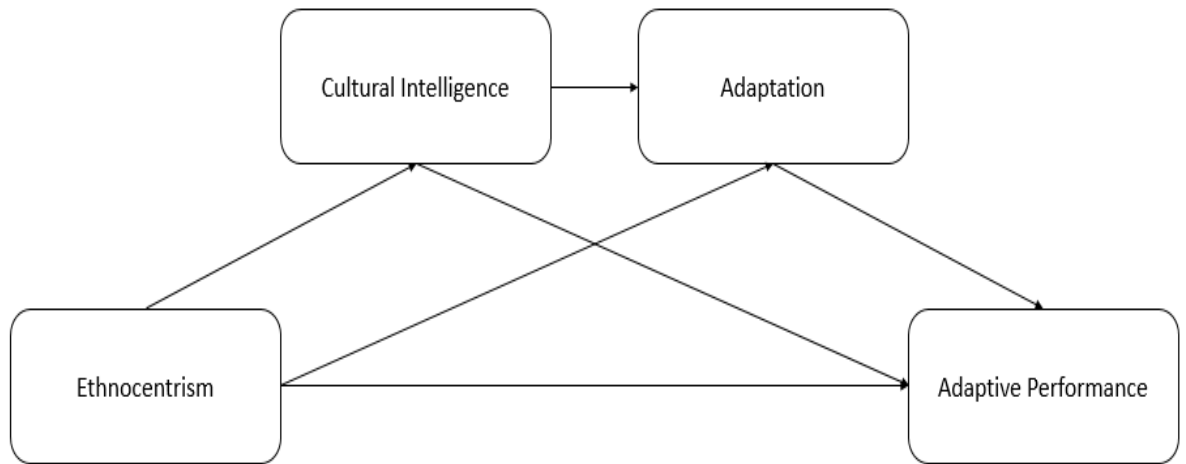 Cultural Intelligence
Adaptation
Ethnocentrism
Adaptive Performance